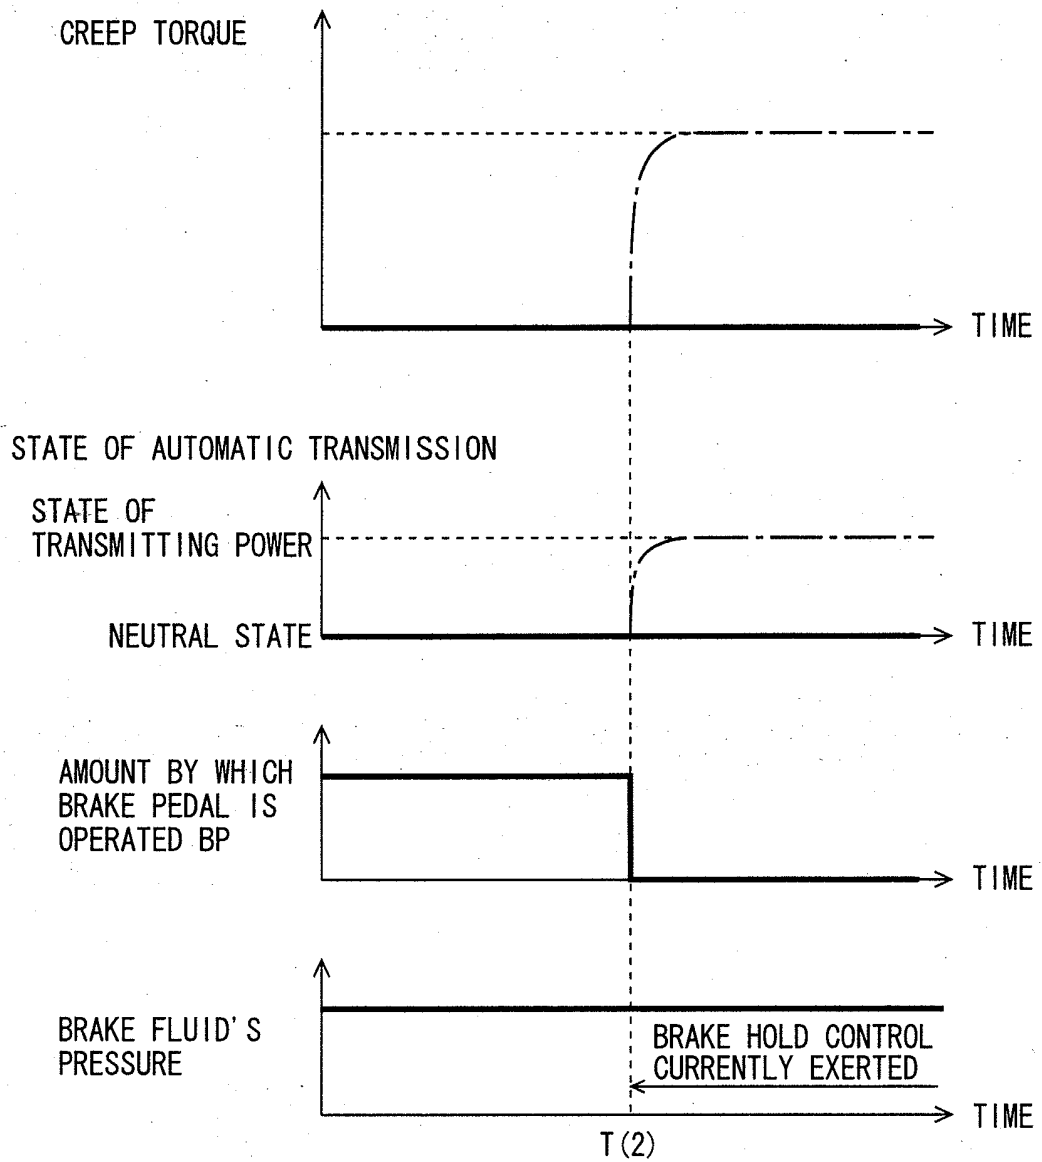 CREEP TORQUE
TIME
STATE OF AUTOMATIC TRANSMISSION
STATE OF
TRANSMITTING POWER
NEUTRAL STATE
TIME
AMOUNT BY WHICH
BRAKE PEDAL IS
OPERATED BP
TIME
BRAKE FLUID'S
PRESSURE
BRAKE HOLD CONTROL
CURRENTLY EXERTED
TIME
T(2)